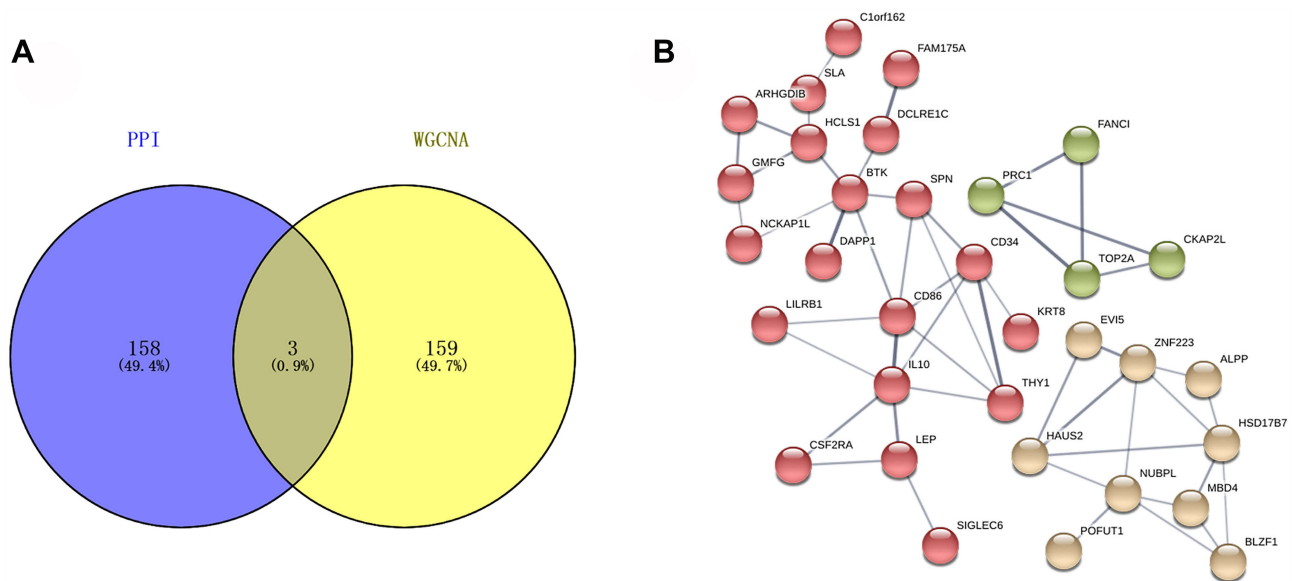 A
PPI
WGCNA
158
(49.4%)
3
(0.9%)
159
(49.7%)
B
C1orf162
FAM175A
SLA
ARHGDIB
DCLRE1C
HCLS1
FANCI
GMFG
BTK
SPN
PRC1
NCKAP1L
DAPP1
CD34
CKAP2L
TOP2A
CD86
LILRB1
KRT8
EVI5
ZNF223
ALPP
IL10
THY1
HSD17B7
CSF2RA
LEP
HAUS2
NUBPL
MBD4
SIGLEC6
POFUT1
BLZF1